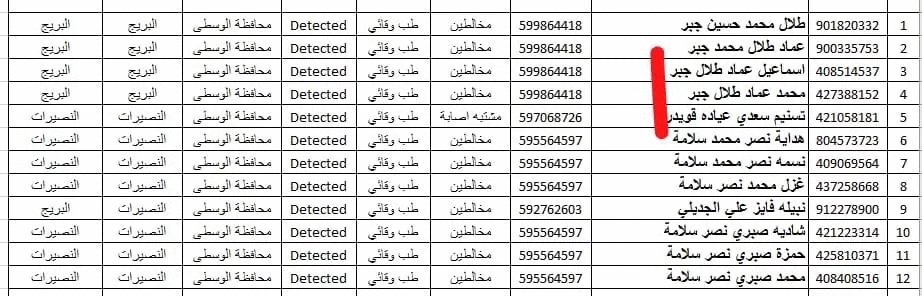 1 901820332 طلال محمد حسين جبر 599864418 مخالطين طب وقائي Detected محافظة الوسطى البريج البريج
2 900335753 عماد طلال محمد جبر 599864418 مخالطين طب وقائي Detected محافظة الوسطى البريج البريج
3 408514537 اسماعيل عماد طلال جبر 599864418 مخالطين طب وقائي Detected محافظة الوسطى البريج البريج
4 427388152 محمد عماد طلال جبر 599864418 مخالطين طب وقائي Detected محافظة الوسطى البريج البريج
5 421058181 تسنيم سعدي عياده قويدر 597068726 مشتبه اصابة طب وقائي Detected محافظة الوسطى النصيرات النصيرات
6 804573723 هداية نصر محمد سلامة 595564597 مخالطين طب وقائي Detected محافظة الوسطى النصيرات النصيرات
7 409069564 نسمه نصر محمد سلامة 595564597 مخالطين طب وقائي Detected محافظة الوسطى النصيرات النصيرات
8 437258668 غزل محمد نصر سلامة 595564597 مخالطين طب وقائي Detected محافظة الوسطى النصيرات النصيرات
9 912278900 نبيله فايز علي الجديلي 592762603 مخالطين طب وقائي Detected محافظة الوسطى النصيرات البريج
10 421223314 شاديه صبري نصر سلامة 595564597 مخالطين طب وقائي Detected محافظة الوسطى النصيرات النصيرات
11 425810371 حمزة صبري نصر سلامة 595564597 مخالطين طب وقائي Detected محافظة الوسطى النصيرات النصيرات
12 408408516 محمد صبري نصر سلامة 595564597 مخالطين طب وقائي Detected محافظة الوسطى النصيرات النصيرات